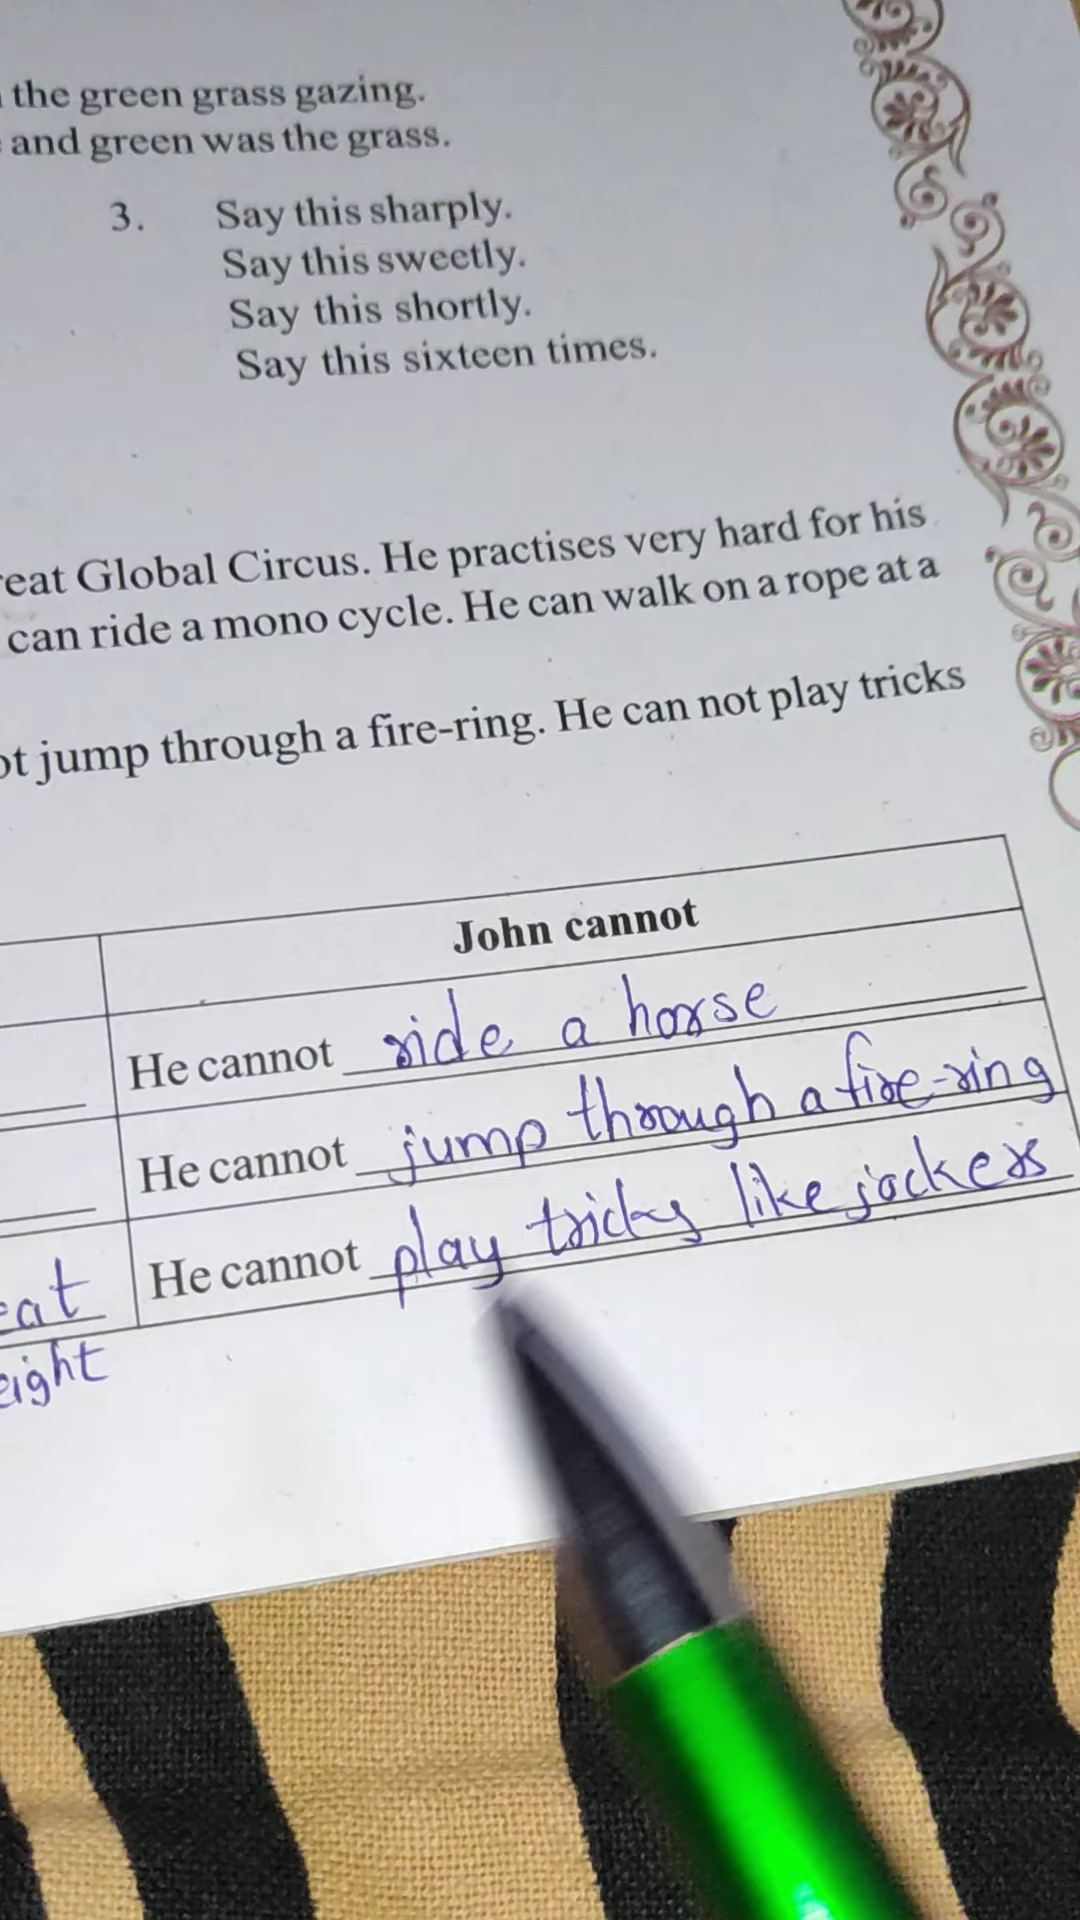 the green grass gazing.
and green was the grass.
3. Say this sharply.
Say this sweetly.
Say this shortly.
Say this sixteen times.
reat Global Circus. He practises very hard for his
can ride a mono cycle. He can walk on a rope at a
ot jump through a fire-ring. He can not play tricks
John cannot
He cannot ride a horse
He cannot jump through a fire-ring
eat He cannot play tricks like jockers
eight